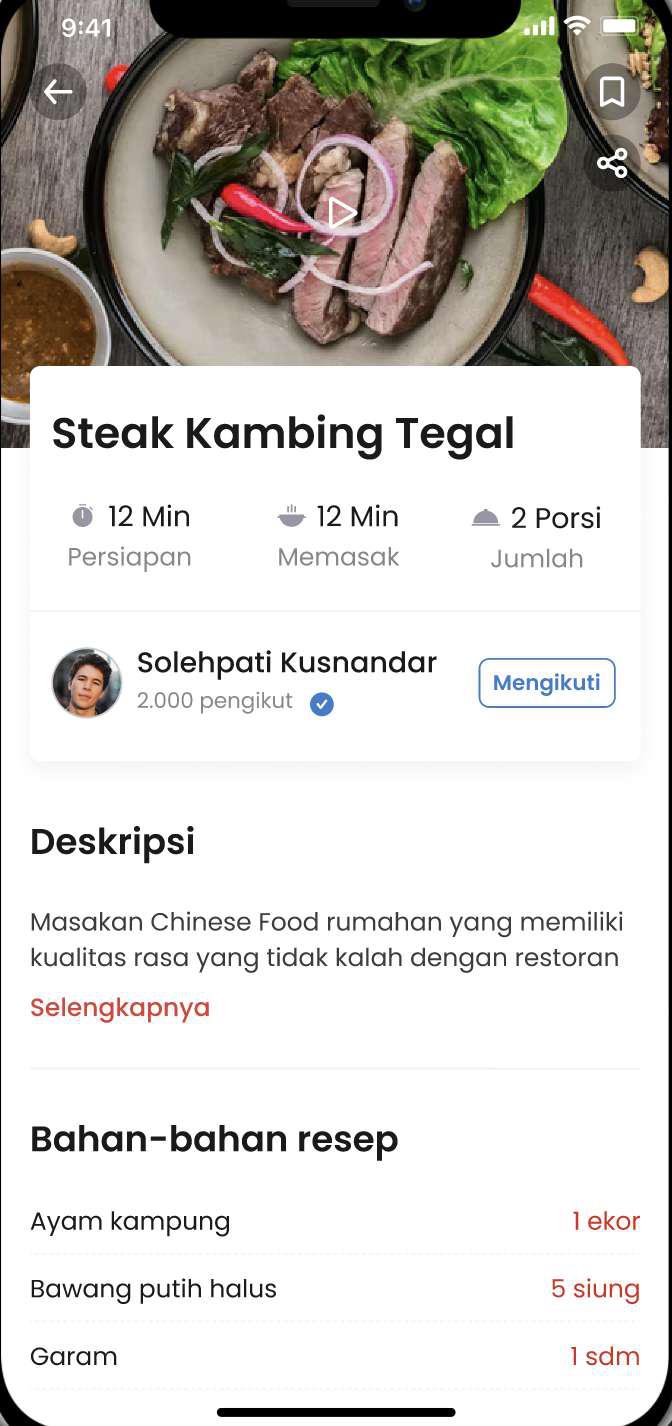 9:41
Steak Kambing Tegal
12 Min
12 Min
2 Porsi
Persiapan
Memasak
Jumlah
Solehpati Kusnandar
2.000 pengikut
Mengikuti
Deskripsi
Masakan Chinese Food rumahan yang memiliki
kualitas rasa yang tidak kalah dengan restoran
Selengkapnya
Bahan-bahan resep
Ayam kampung 1 ekor
Bawang putih halus 5 siung
Garam 1 sdm